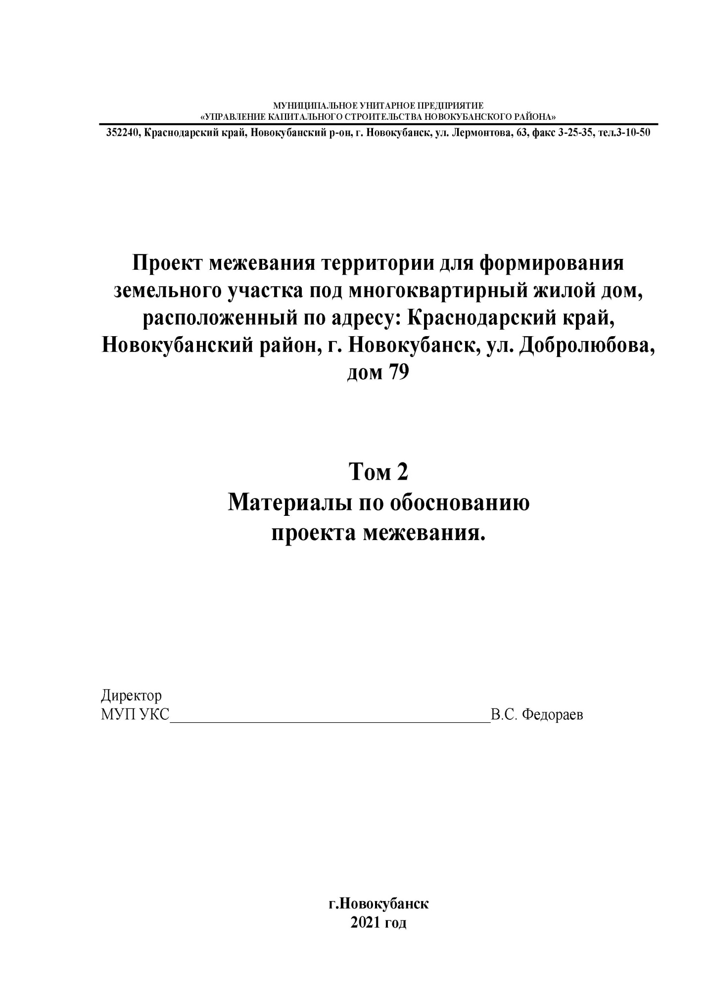 МУНИЦИПАЛЬНОЕ УНИТАРНОЕ ПРЕДПРИЯТИЕ
«УПРАВЛЕНИЕ КАПИТАЛЬНОГО СТРОИТЕЛЬСТВА НОВОКУБАНСКОГО РАЙОНА»
352240, Краснодарский край, Новокубанский р-он, г. Новокубанск, ул. Лермонтова, 63, факс 3-25-35, тел.3-10-50
Проект межевания территории для формирования
земельного участка под многоквартирный жилой дом,
расположенный по адресу: Краснодарский край,
Новокубанский район, г. Новокубанск, ул. Добролюбова,
дом 79
Том 2
Материалы по обоснованию
проекта межевания.
Директор
МУП УКС________________________________________В.С. Федораев
г.Новокубанск
2021 год